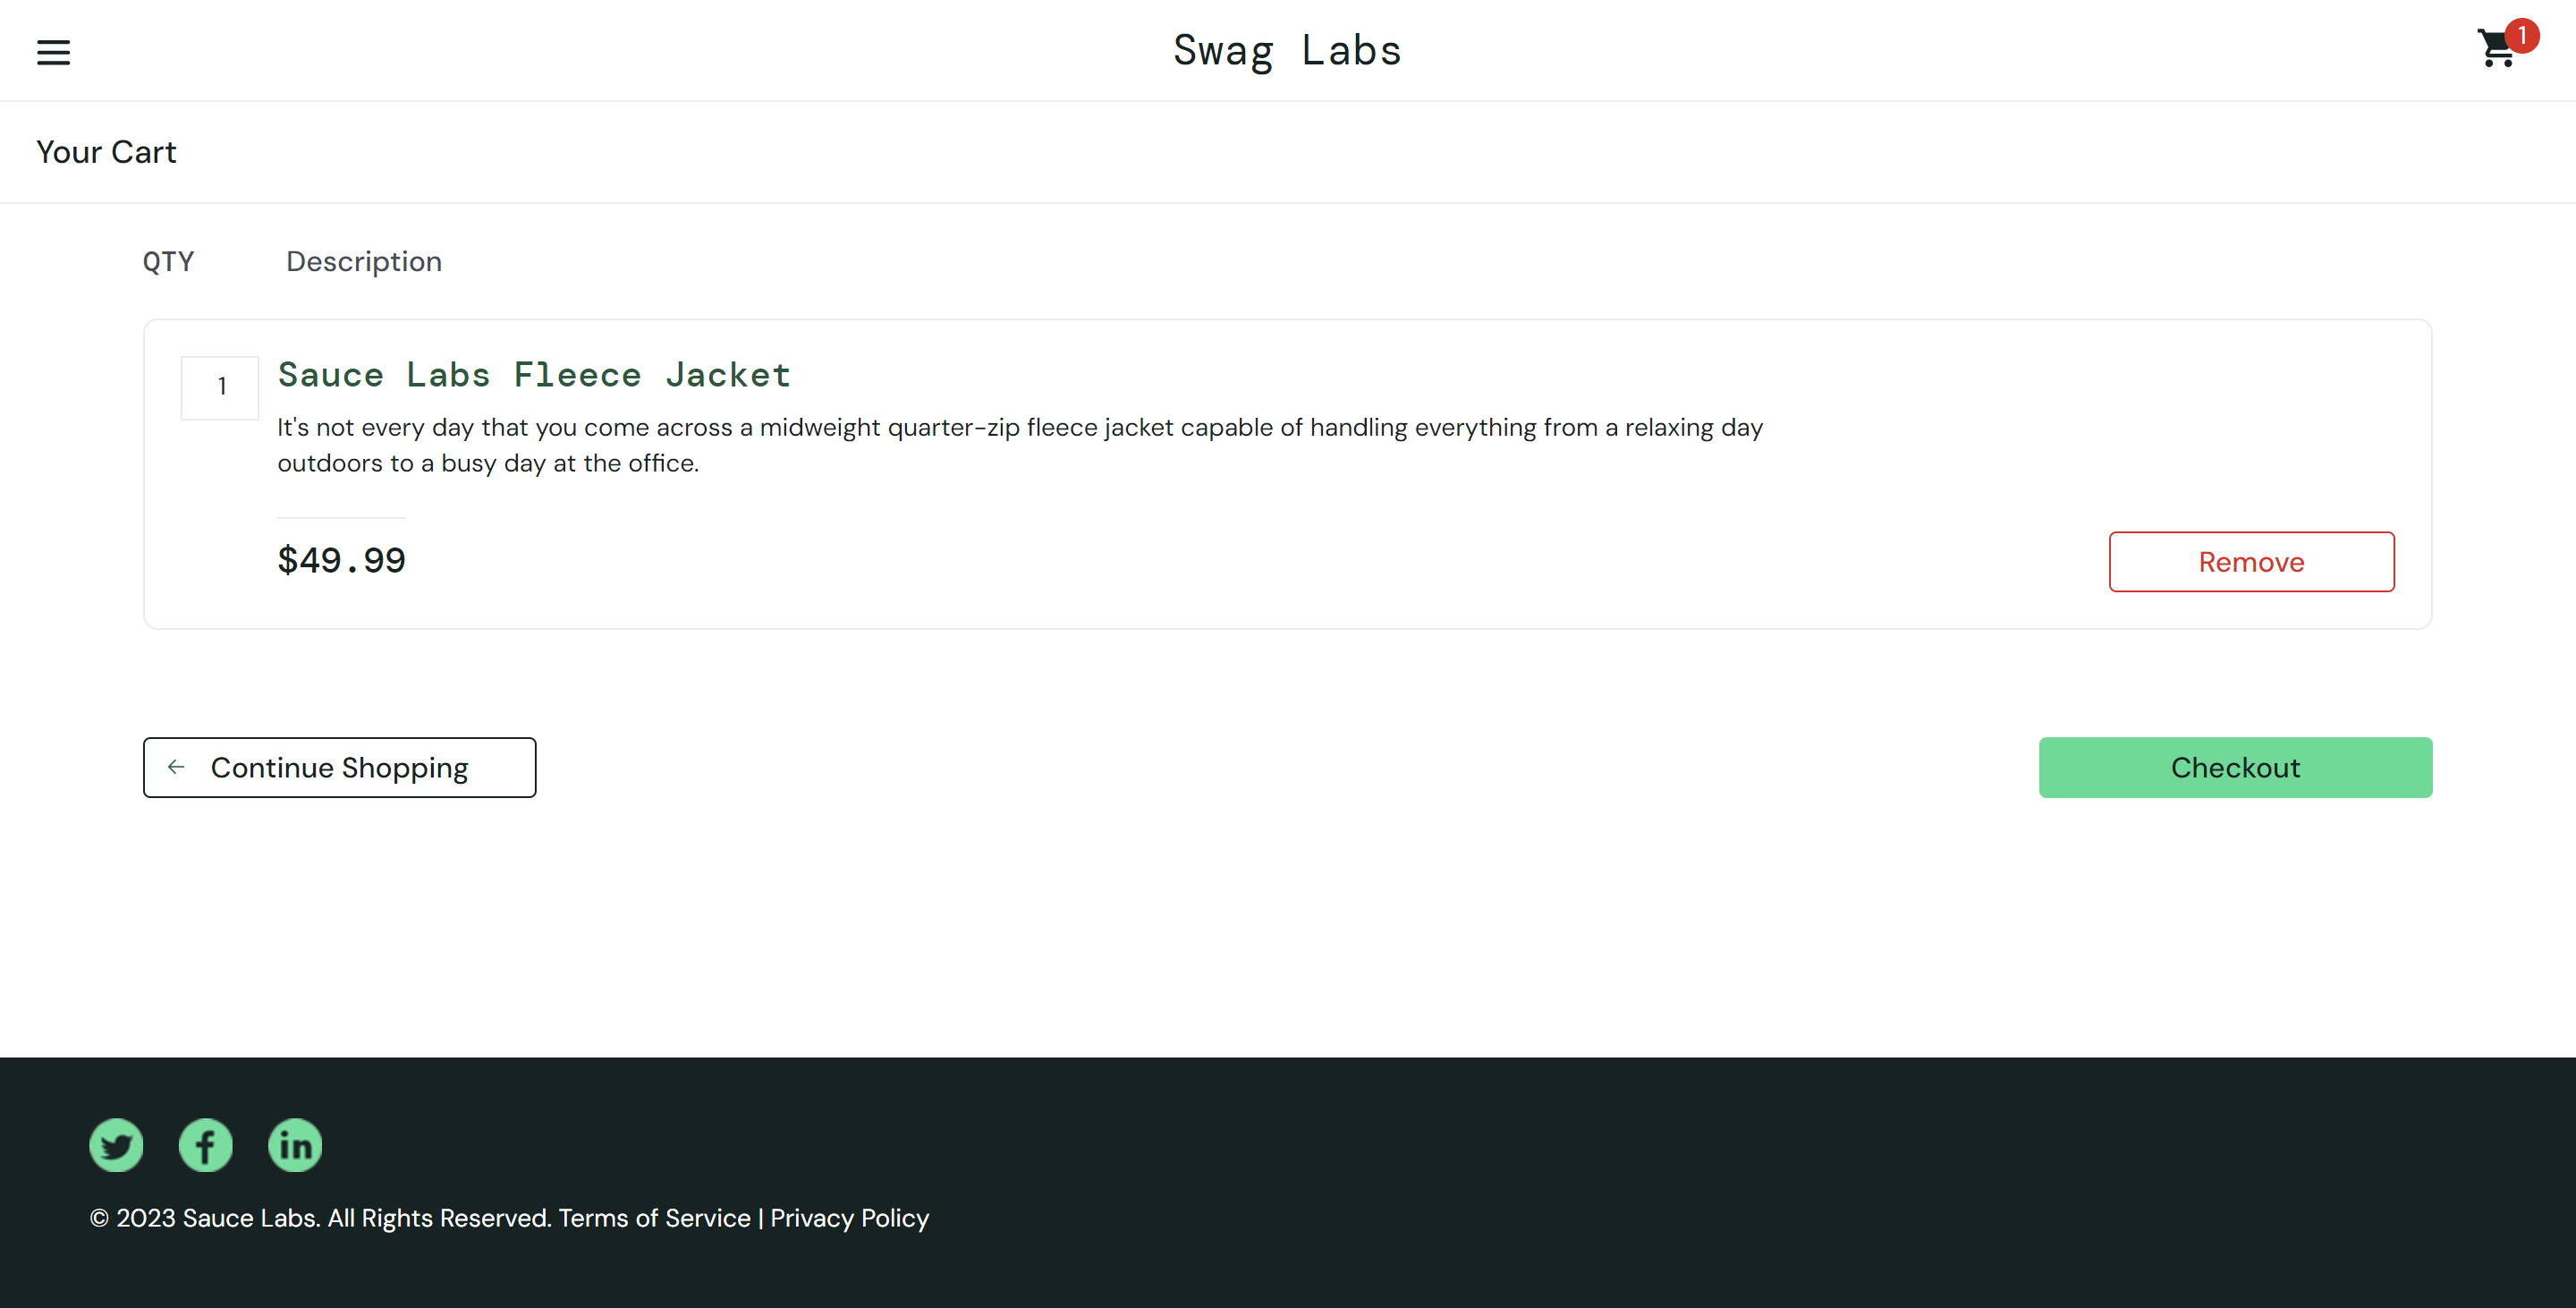 Swag Labs
1
Your Cart
QTY Description
1
Sauce Labs Fleece Jacket
It's not every day that you come across a midweight quarter-zip fleece jacket capable of handling everything from a relaxing day
outdoors to a busy day at the office.
$49.99
Remove
Continue Shopping
Checkout
© 2023 Sauce Labs. All Rights Reserved. Terms of Service | Privacy Policy